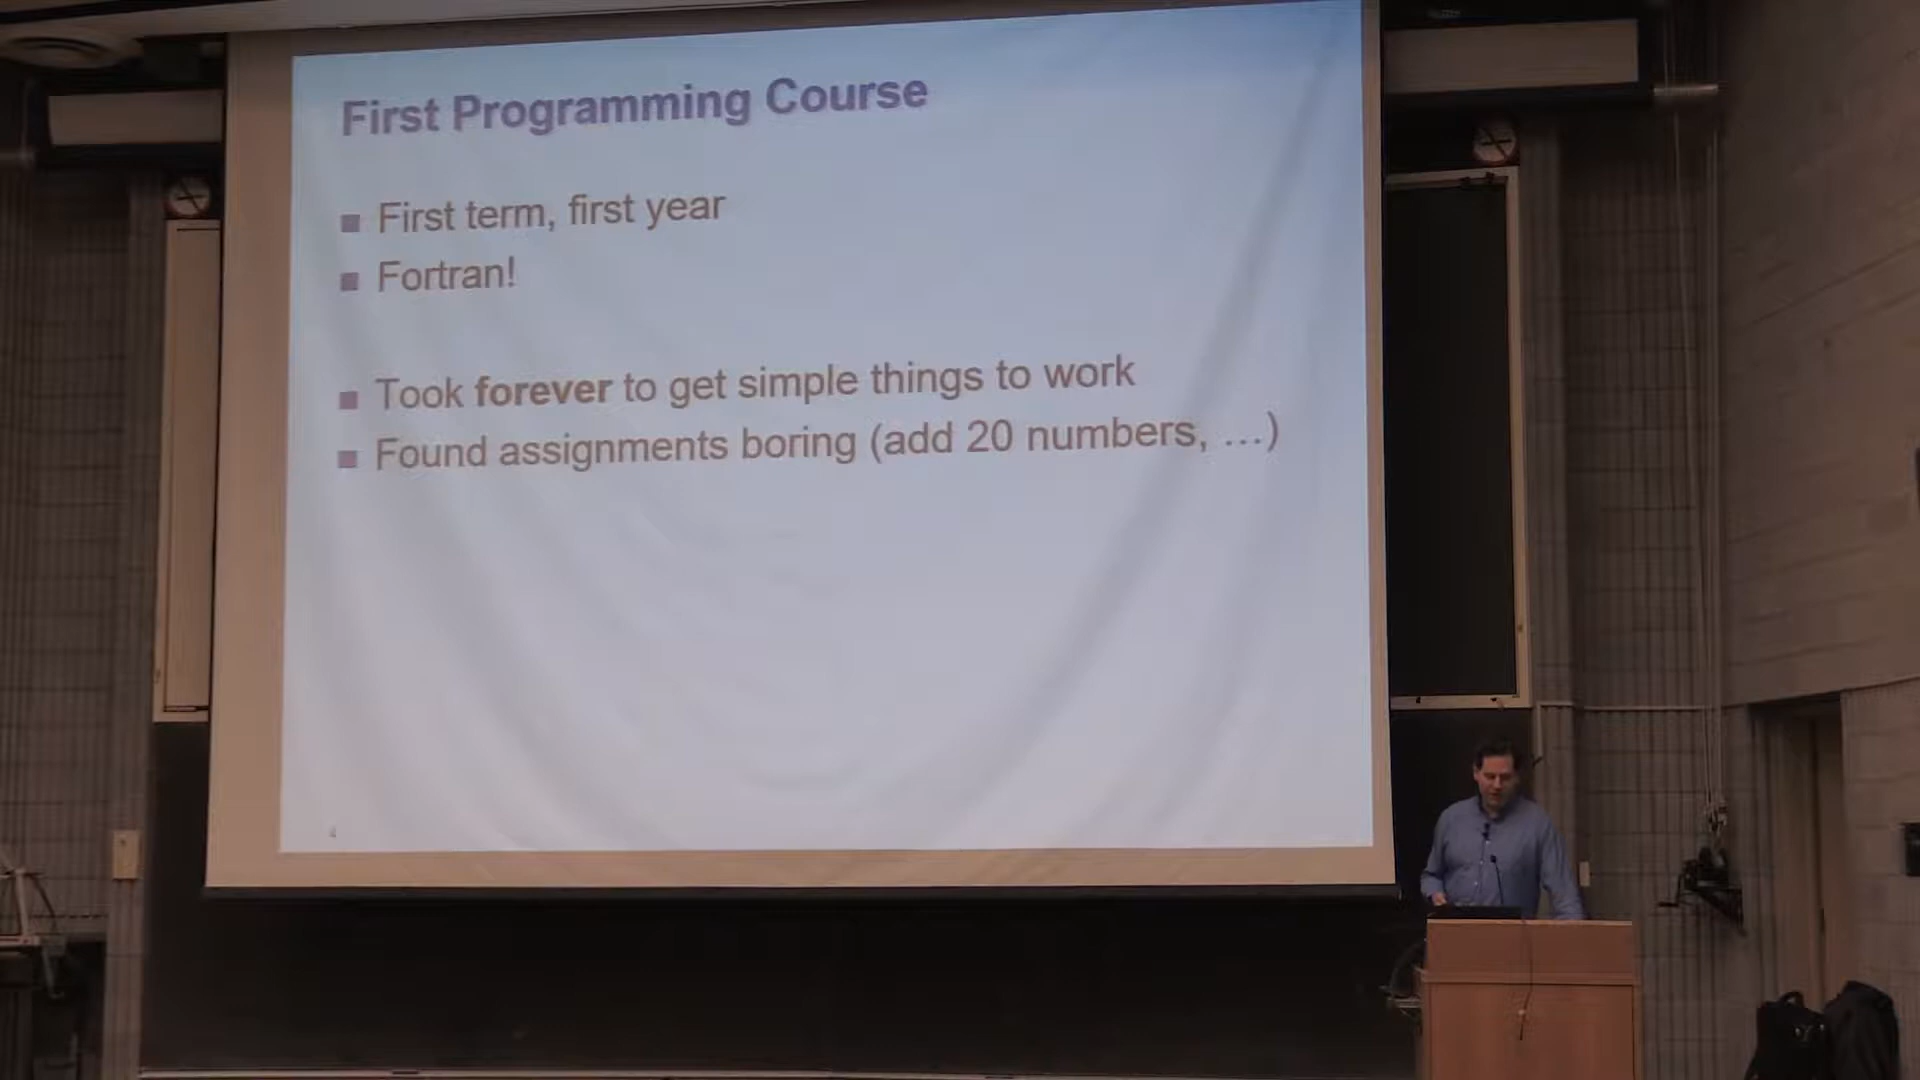 First Programming Course
First term, first year
Fortran!
Took forever to get simple things to work
Found assignments boring (add 20 numbers, …)